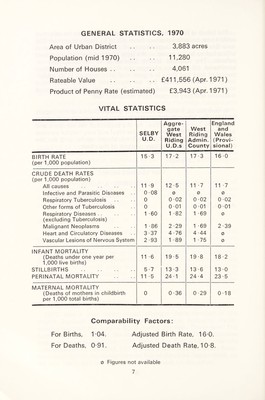 GENERAL STATISTICS, 1970
Area of Urban District .. .. 3,883 acres
Population (mid 1970) .. .. 11,280
Number of Houses .. .. .. 4,061
Rateable Value .. .. .. £411,556 (Apr. 1971)
Product of Penny Rate (estimated) £3,943 (Apr. 1971)
VITAL STATISTICS
SELBY U.D. | Aggre-gate West Riding U.D.s | West Riding Admin. County | England and Wales (Provi-sional)
BIRTH RATE
(per 1,000 population) 15·3 17·2 17·3 16·0
CRUDE DEATH RATES
(per 1,000 population)
All causes 11·9 12·5 11·7 11·7
Infective and Parasitic Diseases .. 0·08 ø ø ø
Respiratory Tuberculosis .. 0 0·02 0·02 0·02
Other forms of Tuberculosis .. 0 0·01 0·01 0·01
Respiratory Diseases .. .. 1·60 1·82 1·69 ø
(excluding Tuberculosis)
Malignant Neoplasms .. 1·86 2·29 1·69 2·39
Heart and Circulatory Diseases .. 3·37 4·76 4·44 ø
Vascular Lesions of Nervous System 2·93 1·89 1·75 ø
INFANT MORTALITY
(Deaths under one year per 1,000 live births) 11·6 19·5 19·8 18·2
STILLBIRTHS .. .. 5·7 13·3 13·6 13·0
PERINATAL MORTALITY .. .. 11·5 24·1 24·4 23·5
MATERNAL MORTALITY
(Deaths of mothers in childbirth per 1,000 total births) 0 0·36 0·29 0·18
Comparability Factors:
For Births, 1·04. Adjusted Birth Rate, 16·0.
For Deaths, 0·91. Adjusted Death Rate, 10·8.
ø Figures not available
7